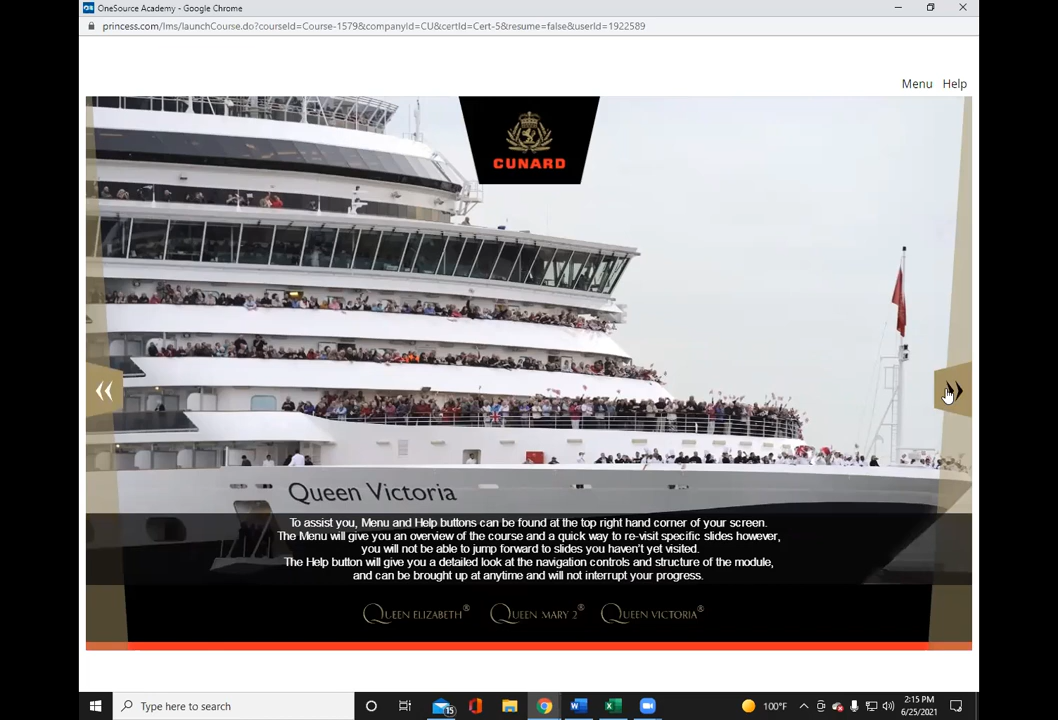 OneSource Academy - Google Chrome
princess.com/lms/launchCourse.do?courseId=Course-1579&companyId=CU&certId=Cert-5&resume=false&userId=1922589
Menu Help
CUNARD
Queen Victoria
To assist you, Menu and Help buttons can be found at the top right hand corner of your screen.
The Menu will give you an overview of the course and a quick way to re-visit specific slides however,
you will not be able to jump forward to slides you haven't yet visited.
The Help button will give you a detailed look at the navigation controls and structure of the module,
and can be brought up at anytime and will not interrupt your progress.
QUEEN ELIZABETH® QUEEN MARY 2® QUEEN VICTORIA®
Type here to search
15
100°F
2:15 PM
6/25/2021